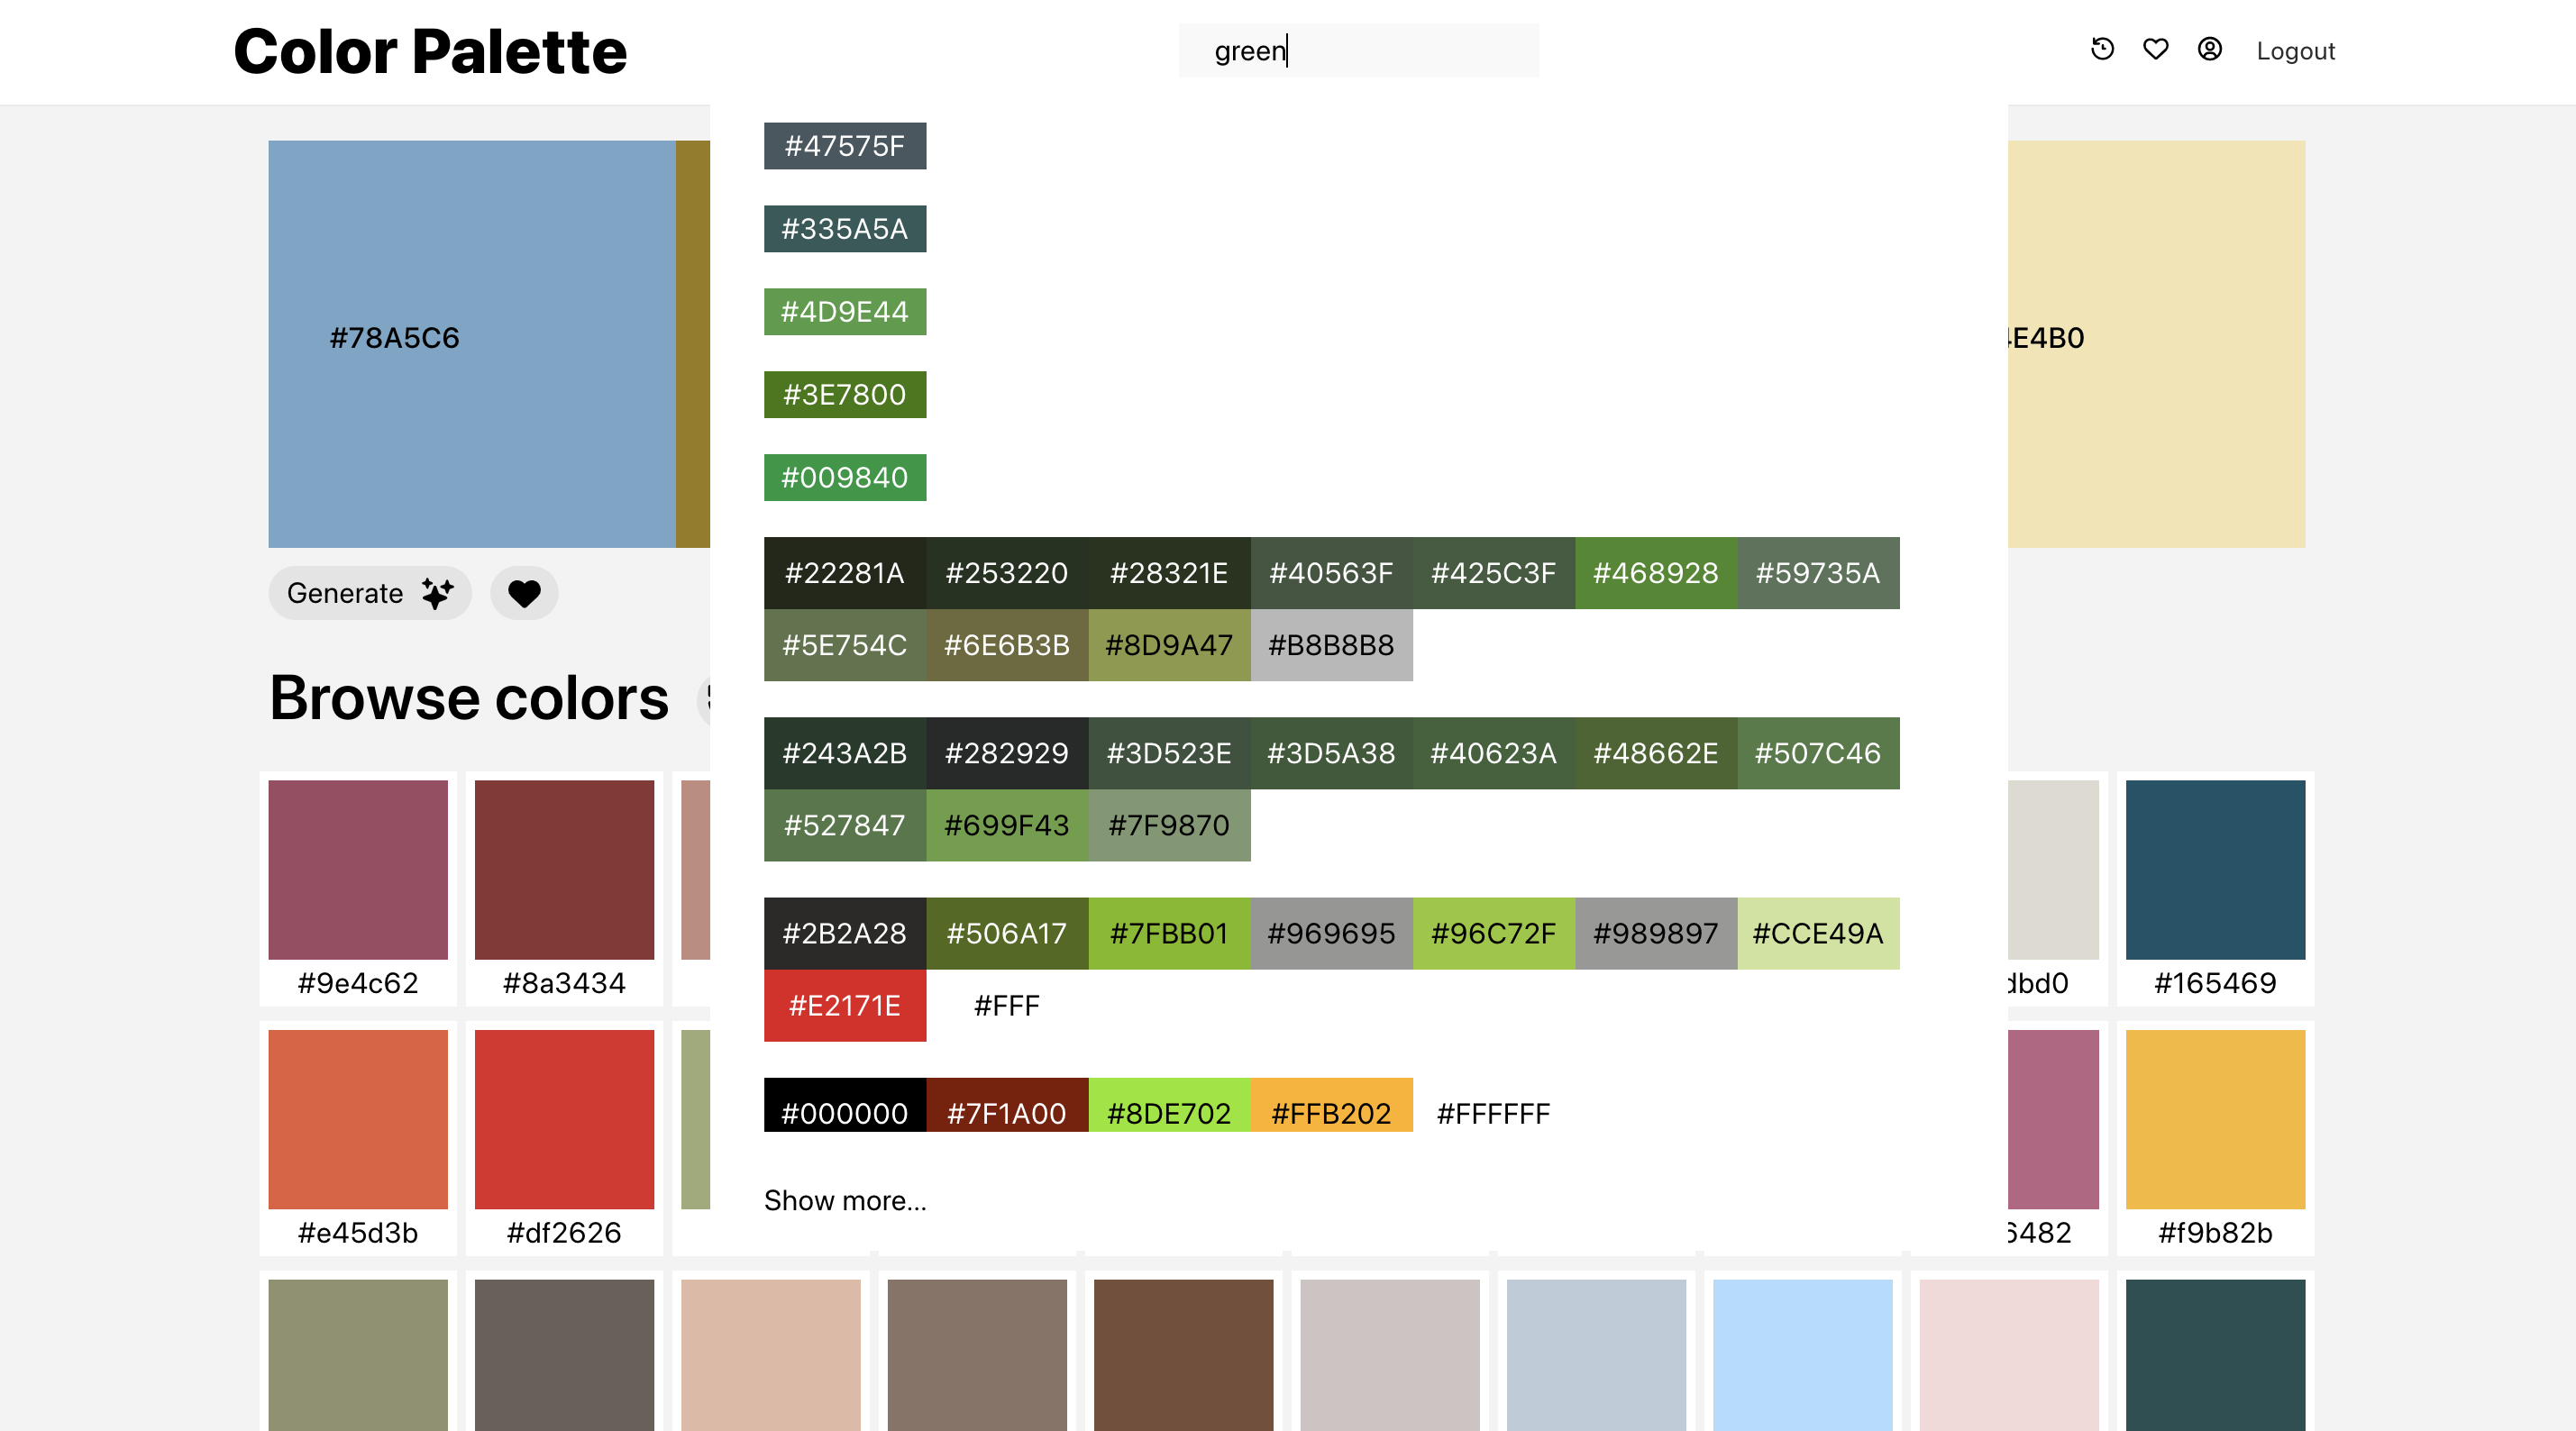 Color Palette
green
Logout
#47575F
#335A5A
#4D9E44
#3E7800
#009840
#78A5C6
4E4B0
#22281A #253220 #28321E #40563F #425C3F #468928 #59735A
#5E754C #6E6B3B #8D9A47 #B8B8B8
Generate
Browse colors
#243A2B #282929 #3D523E #3D5A38 #40623A #48662E #507C46
#527847 #699F43 #7F9870
#2B2A28 #506A17 #7FBB01 #969695 #96C72F #989897 #CCE49A
#E2171E #FFF
#9e4c62 #8a3434 dbd0 #165469
#000000 #7F1A00 #8DE702 #FFB202 #FFFFFF
Show more...
#e45d3b #df2626 6482 #f9b82b